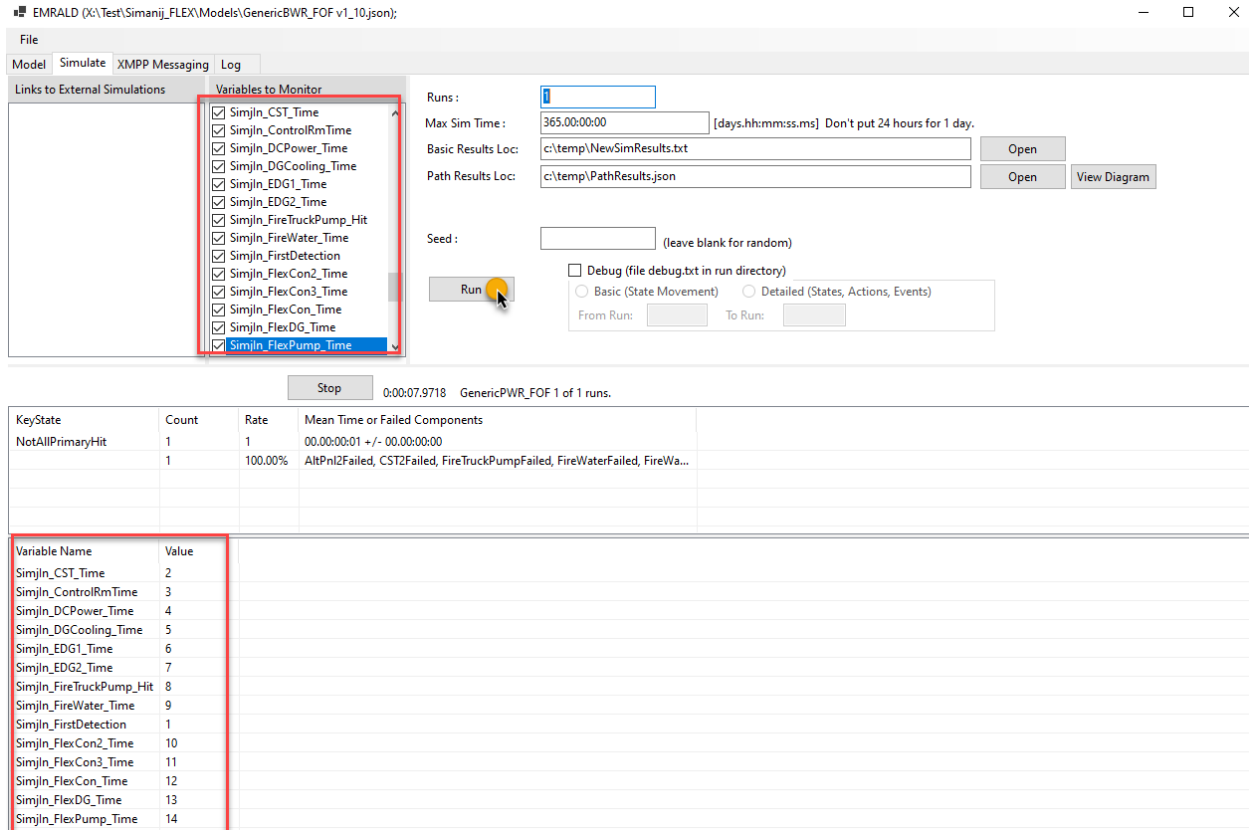 EMRALD (X:\Test\Simanij_FLEX\Models\GenericBWR_FOF v1_10.json);
File
Model Simulate XMPP Messaging Log
Links to External Simulations
Variables to Monitor
SimjIn_CST_Time
SimjIn_ControlRmTime
SimjIn_DCPower_Time
SimjIn_DGCooling_Time
SimjIn_EDG1_Time
SimjIn_EDG2_Time
SimjIn_FireTruckPump_Hit
SimjIn_FireWater_Time
SimjIn_FirstDetection
SimjIn_FlexCon2_Time
SimjIn_FlexCon3_Time
SimjIn_FlexCon_Time
SimjIn_FlexDG_Time
SimjIn_FlexPump_Time
Runs : 1
Max Sim Time : 365.00:00:00 [days.hh:mm:ss.ms] Don't put 24 hours for 1 day.
Basic Results Loc: c:\temp\NewSimResults.txt Open
Path Results Loc: c:\temp\PathResults.json Open View Diagram
Seed : (leave blank for random)
Run
Debug (file debug.txt in run directory)
Basic (State Movement) Detailed (States, Actions, Events)
From Run: To Run:
Stop 0:00:07.9718 GenericPWR_FOF 1 of 1 runs.
KeyState Count Rate Mean Time or Failed Components
NotAllPrimaryHit 1 1 00.00:00:01 +/- 00.00:00:00
1 100.00% AltPnl2Failed, CST2Failed, FireTruckPumpFailed, FireWaterFailed, FireWa...
Variable Name Value
SimjIn_CST_Time 2
SimjIn_ControlRmTime 3
SimjIn_DCPower_Time 4
SimjIn_DGCooling_Time 5
SimjIn_EDG1_Time 6
SimjIn_EDG2_Time 7
SimjIn_FireTruckPump_Hit 8
SimjIn_FireWater_Time 9
SimjIn_FirstDetection 1
SimjIn_FlexCon2_Time 10
SimjIn_FlexCon3_Time 11
SimjIn_FlexCon_Time 12
SimjIn_FlexDG_Time 13
SimjIn_FlexPump_Time 14